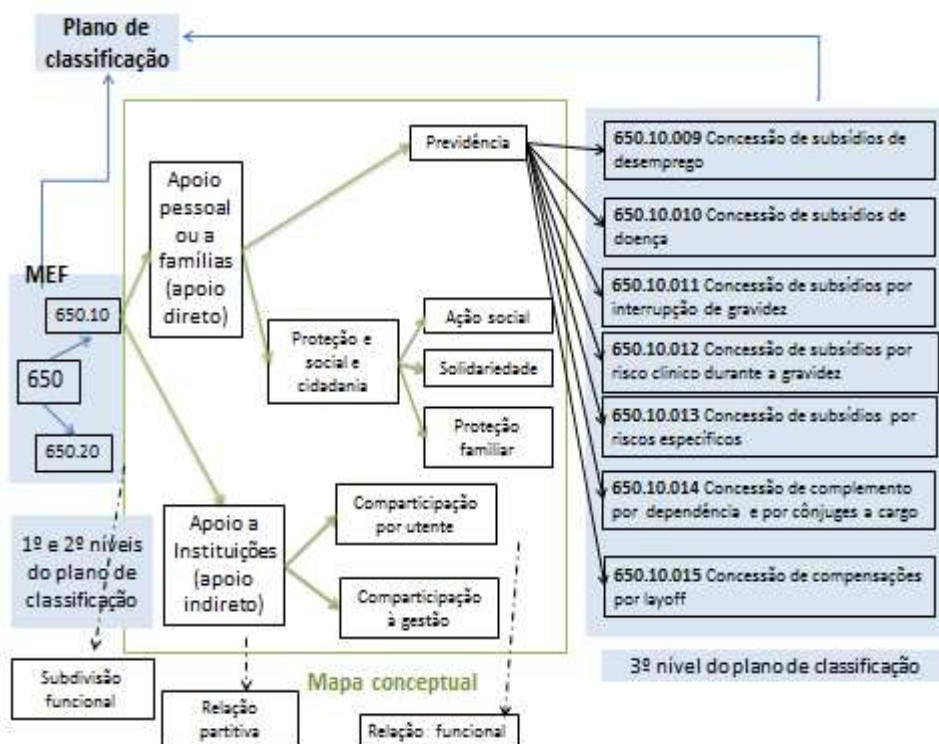 Plano de
classificação
MEF
650.10
650
650.20
1º e 2º níveis
do plano de
classificação
Subdivisão
funcional
Apoio
pessoal
ou a
famílias
(apoio
direto)
Previdência
Proteção e
social e
cidadania
Ação social
Solidariedade
Proteção
familiar
Apoio a
Instituições
(apoio
indireto)
Comparticipação
por utente
Comparticipação
à gestão
Mapa conceptual
Relação
partitiva
Relação funcional
650.10.009 Concessão de subsídios de
desemprego
650.10.010 Concessão de subsídios de
doença
650.10.011 Concessão de subsídios por
interrupção de gravidez
650.10.012 Concessão de subsídios por
risco clínico durante a gravidez
650.10.013 Concessão de subsídios por
riscos específicos
650.10.014 Concessão de complemento
por dependência e por cônjuges a cargo
650.10.015 Concessão de compensações
por layoff
3º nível do plano de classificação